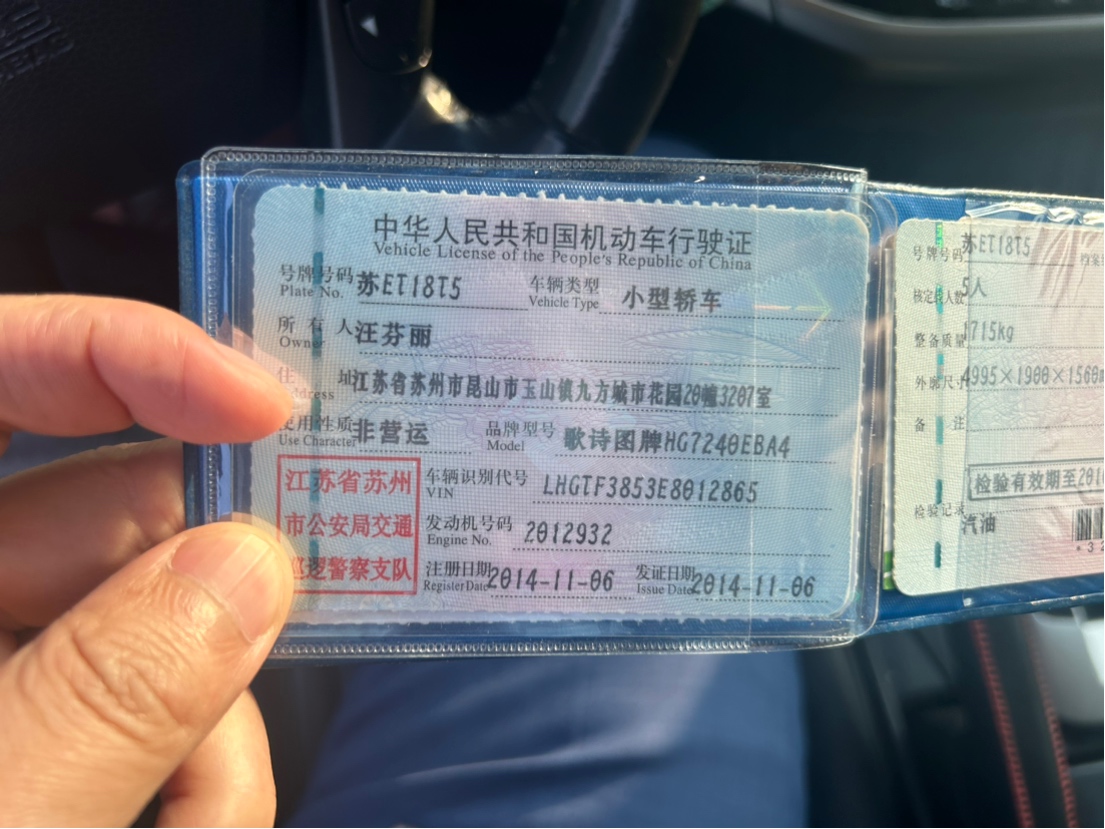 中华人民共和国机动车行驶证
Vehicle License of the People's Republic of China
号牌号码 苏ET18T5 车辆类型 小型轿车
Plate No. Vehicle Type
所有人 汪芬丽
Owner
住址 江苏省苏州市昆山市玉山镇九方城市花园20幢3207室
Address
使用性质 非营运 品牌型号 歌诗图牌HG7240EBA4
Use Character Model
江苏省苏州
市公安局交通
巡逻警察支队
车辆识别代号 LHGTF3853E8012865
VIN
发动机号码 2012932
Engine No.
注册日期 2014-11-06 发证日期 2014-11-06
Register Date Issue Date
号牌号码 苏ET18T5
核定载人数 5人
整备质量 1715kg
外廓尺寸 4995×1900×1560
备注
检验有效期至201
检验记录
汽油